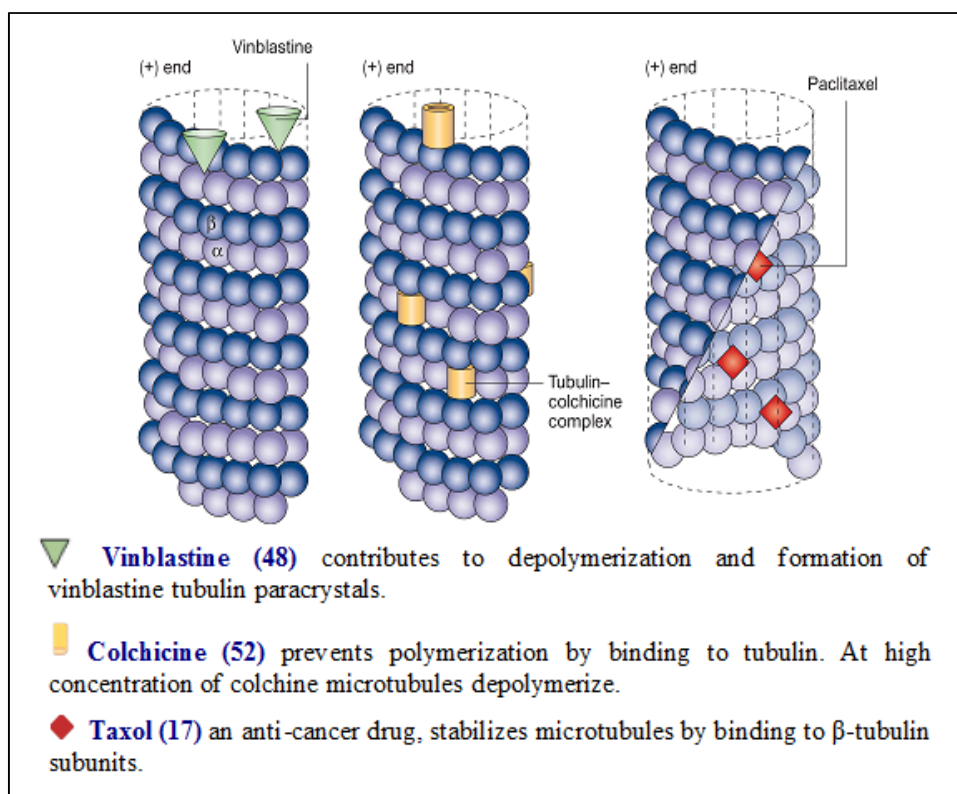 Vinblastine
(+) end
(+) end
(+) end
Paclitaxel
β
α
Tubulin–
colchicine
complex
Vinblastine (48) contributes to depolymerization and formation of
vinblastine tubulin paracrystals.
Colchicine (52) prevents polymerization by binding to tubulin. At high
concentration of colchine microtubules depolymerize.
Taxol (17) an anti-cancer drug, stabilizes microtubules by binding to β-tubulin
subunits.